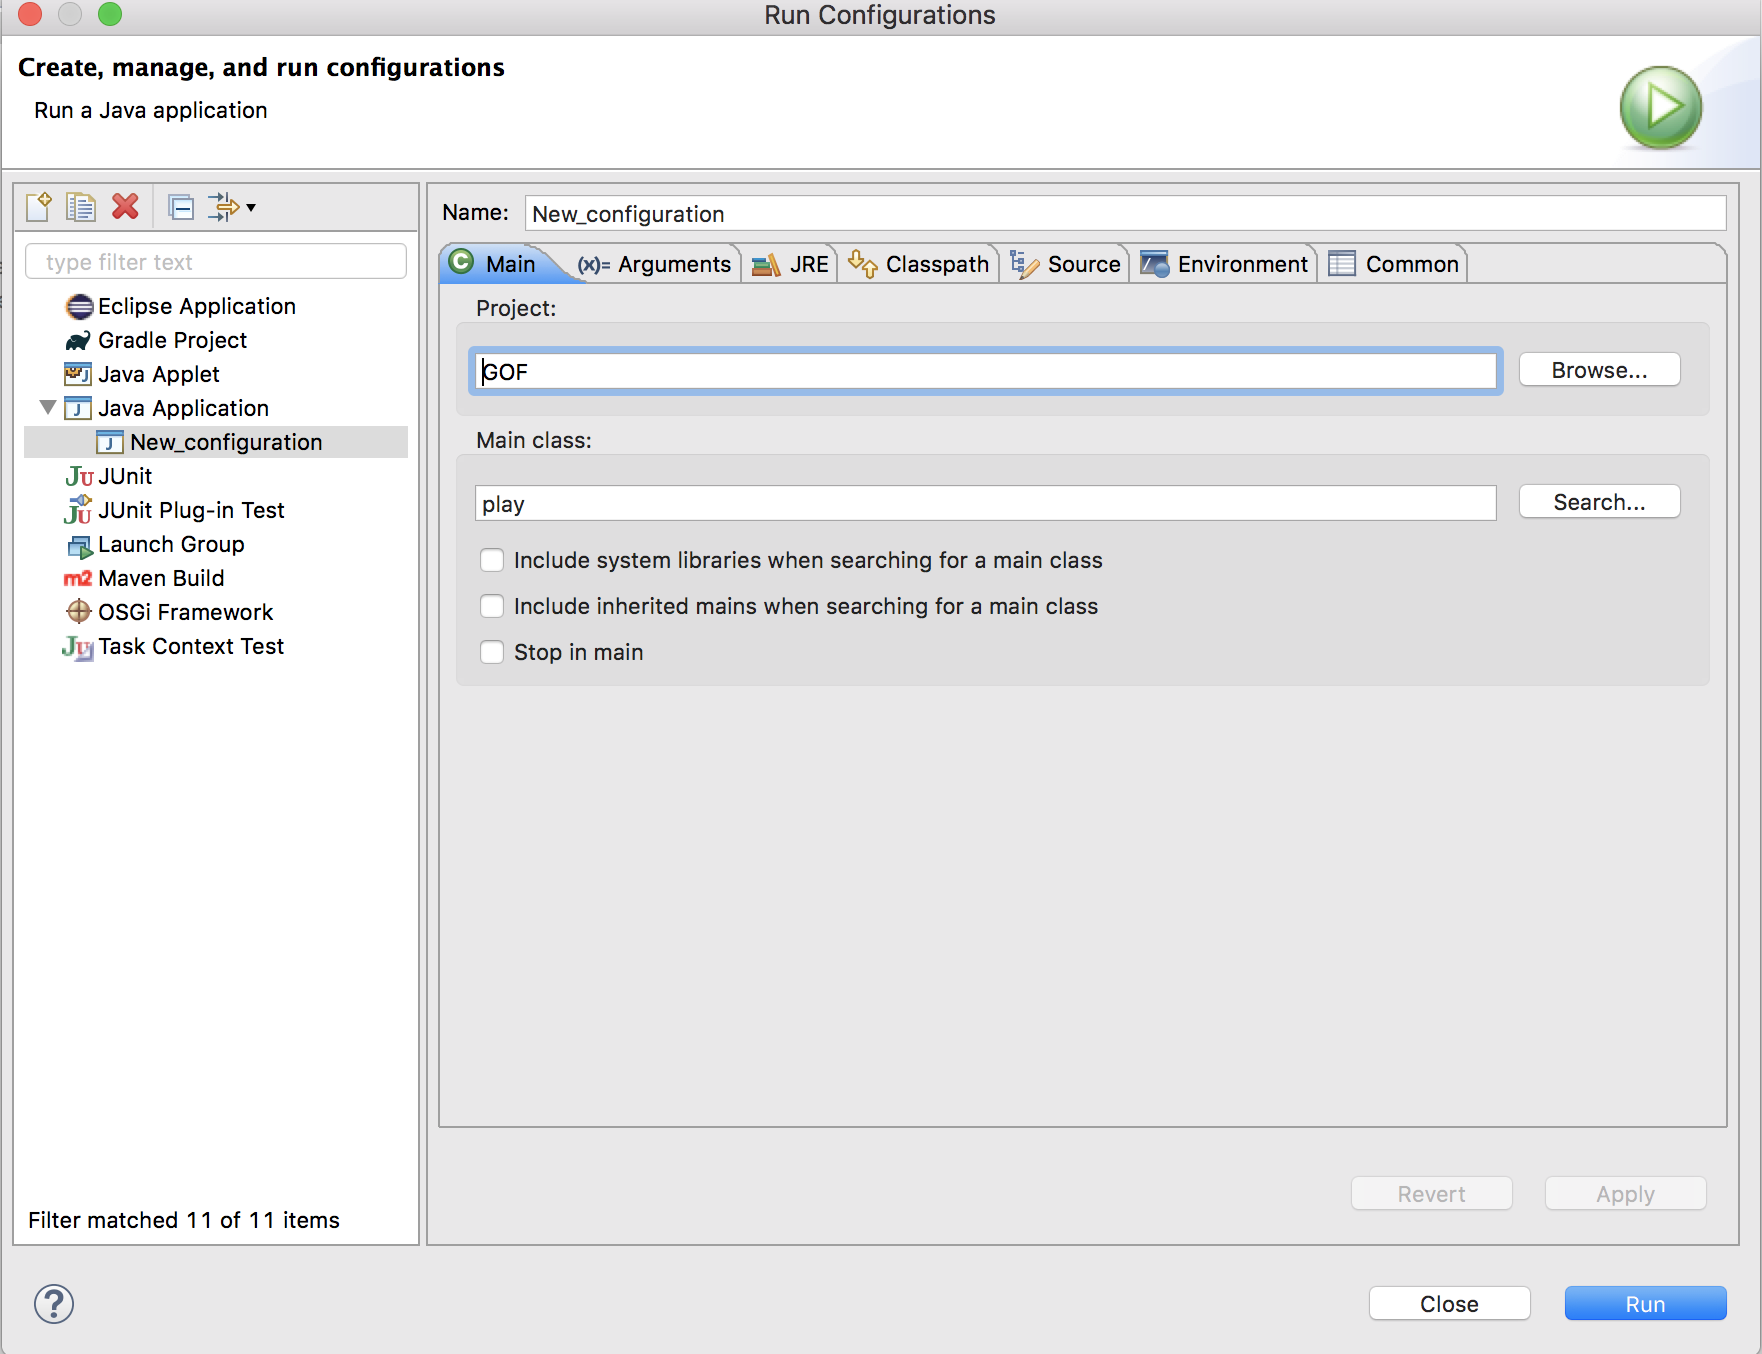 Run Configurations
Create, manage, and run configurations
Run a Java application
type filter text
Eclipse Application
Gradle Project
Java Applet
Java Application
New_configuration
JUnit
JUnit Plug-in Test
Launch Group
m2 Maven Build
OSGi Framework
Task Context Test
Filter matched 11 of 11 items
Name: New_configuration
Main (x)= Arguments JRE Classpath Source Environment Common
Project:
GOF Browse...
Main class:
play Search...
Include system libraries when searching for a main class
Include inherited mains when searching for a main class
Stop in main
Revert Apply
? Close Run